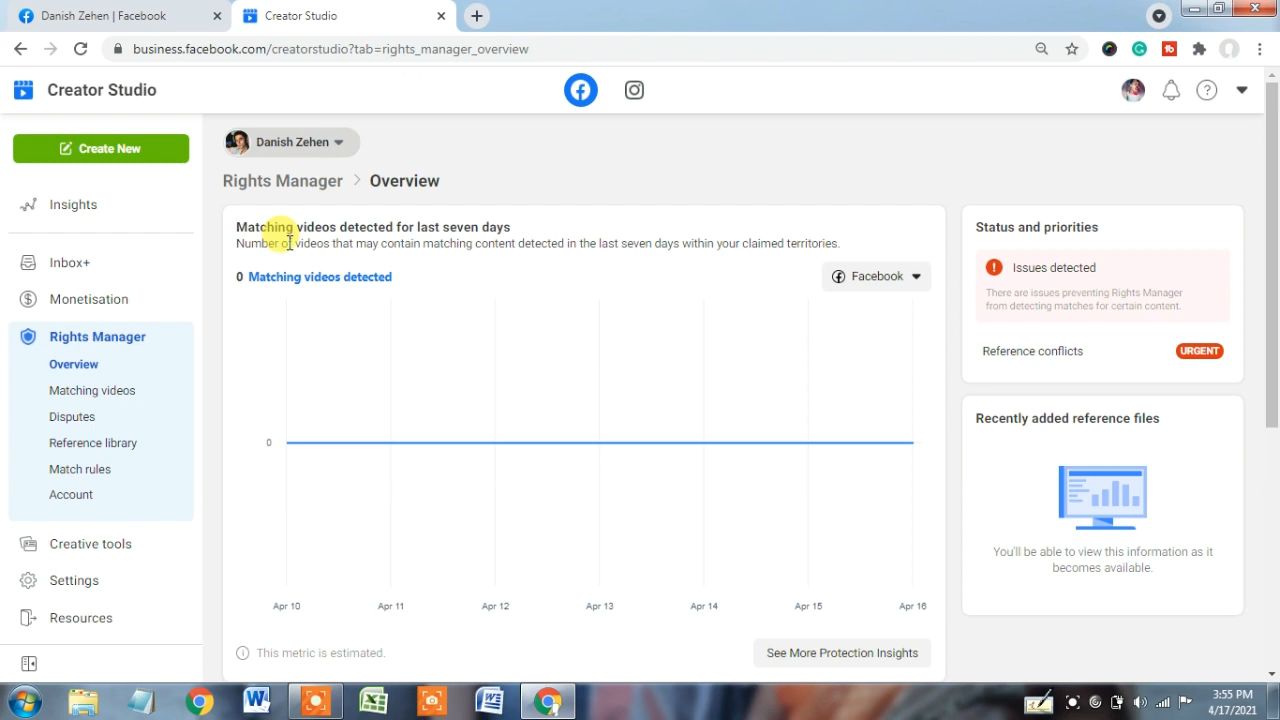 Danish Zehen | Facebook
Creator Studio
business.facebook.com/creatorstudio?tab=rights_manager_overview
Creator Studio
Create New
Insights
Inbox+
Monetisation
Rights Manager
Overview
Matching videos
Disputes
Reference library
Match rules
Account
Creative tools
Settings
Resources
Danish Zehen
Rights Manager > Overview
Matching videos detected for last seven days
Number of videos that may contain matching content detected in the last seven days within your claimed territories.
0 Matching videos detected
Facebook
0
Apr 10 Apr 11 Apr 12 Apr 13 Apr 14 Apr 15 Apr 16
This metric is estimated.
See More Protection Insights
Status and priorities
Issues detected
There are issues preventing Rights Manager
from detecting matches for certain content.
Reference conflicts URGENT
Recently added reference files
You'll be able to view this information as it
becomes available.
3:55 PM
4/17/2021